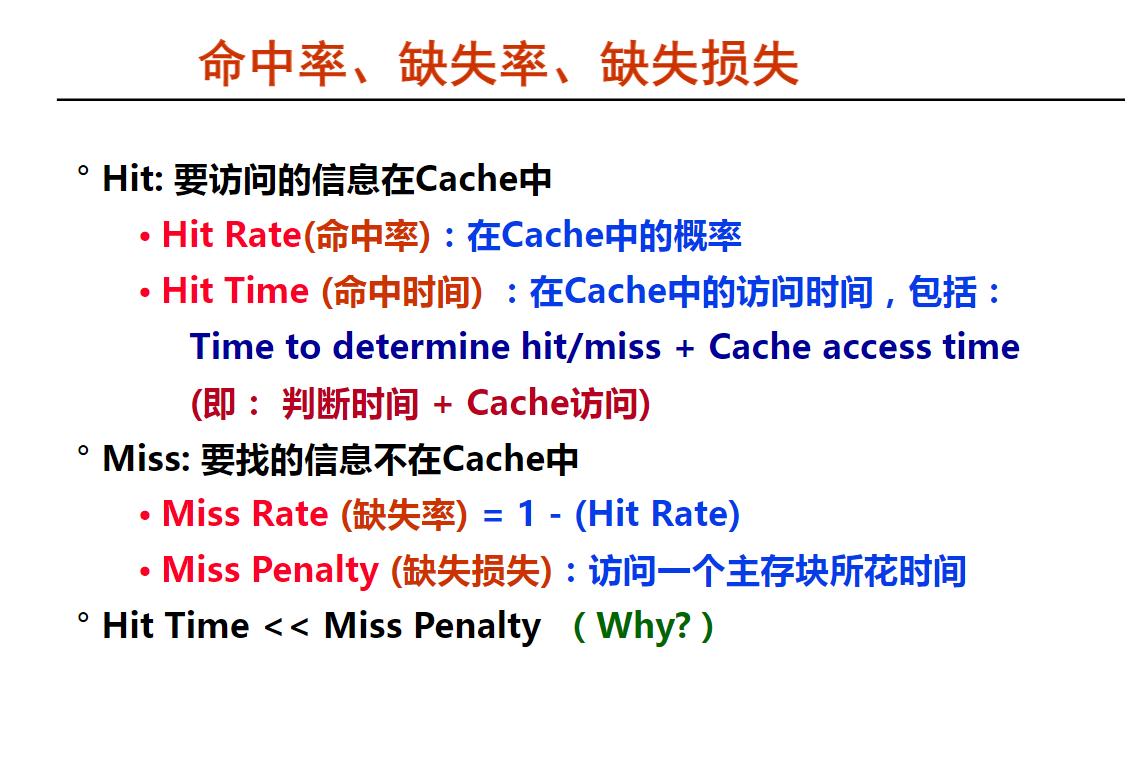 命中率、缺失率、缺失损失
° Hit: 要访问的信息在Cache中
• Hit Rate(命中率)：在Cache中的概率
• Hit Time (命中时间) ：在Cache中的访问时间，包括：
Time to determine hit/miss + Cache access time
(即： 判断时间 + Cache访问)
° Miss: 要找的信息不在Cache中
• Miss Rate (缺失率) = 1 - (Hit Rate)
• Miss Penalty (缺失损失)：访问一个主存块所花时间
° Hit Time << Miss Penalty （Why?）